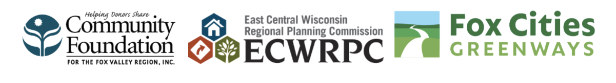 Helping Donors Share
Community
Foundation
FOR THE FOX VALLEY REGION, INC.
East Central Wisconsin
Regional Planning Commission
ECWRPC
Fox Cities
GREENWAYS